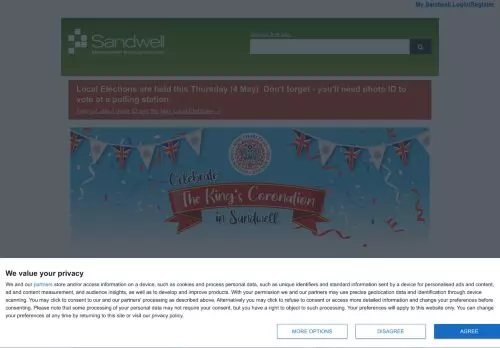 My Sandwell Login/Register
Sandwell
Local Elections are held this Thursday (4 May). Don't forget - you'll need photo ID to
vote at a polling station.
Celebrate
The King's Coronation
in Sandwell
We value your privacy
We and our partners store and/or access information on a device, such as cookies and process personal data, such as unique identifiers and standard information sent by a device for personalised ads and content,
ad and content measurement, and audience insights, as well as to develop and improve products. With your permission we and our partners may use precise geolocation data and identification through device
scanning. You may click to consent to our and our partners' processing as described above. Alternatively you may click to refuse to consent or access more detailed information and change your preferences before
consenting. Please note that some processing of your personal data may not require your consent, but you have a right to object to such processing. Your preferences will apply to this website only. You can change
your preferences at any time by returning to this site or visit our privacy policy.
MORE OPTIONS
DISAGREE
AGREE